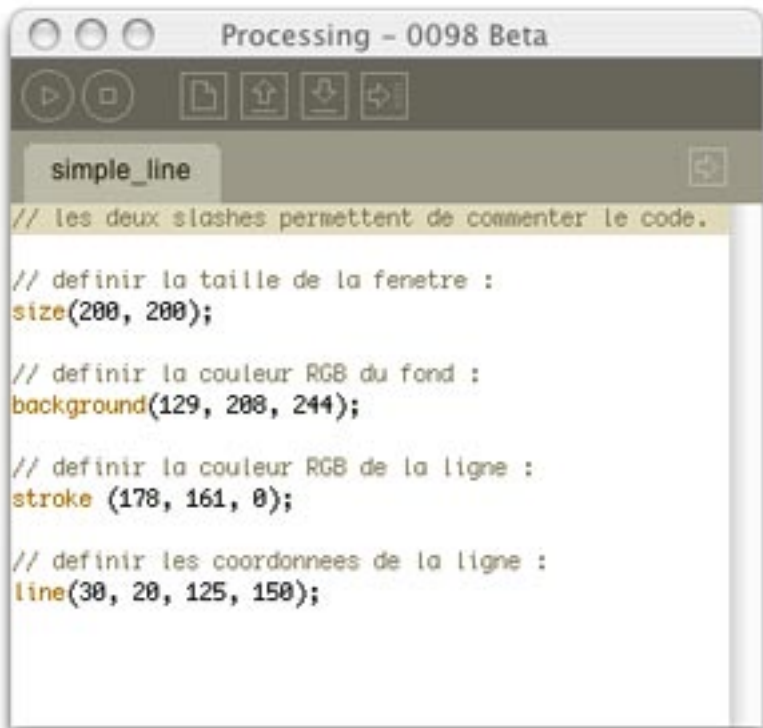 Processing – 0098 Beta
simple_line
// les deux slashes permettent de commenter le code.
// definir la taille de la fenetre :
size(200, 200);
// definir la couleur RGB du fond :
background(129, 208, 244);
// definir la couleur RGB de la ligne :
stroke (178, 161, 0);
// definir les coordonnees de la ligne :
line(30, 20, 125, 150);